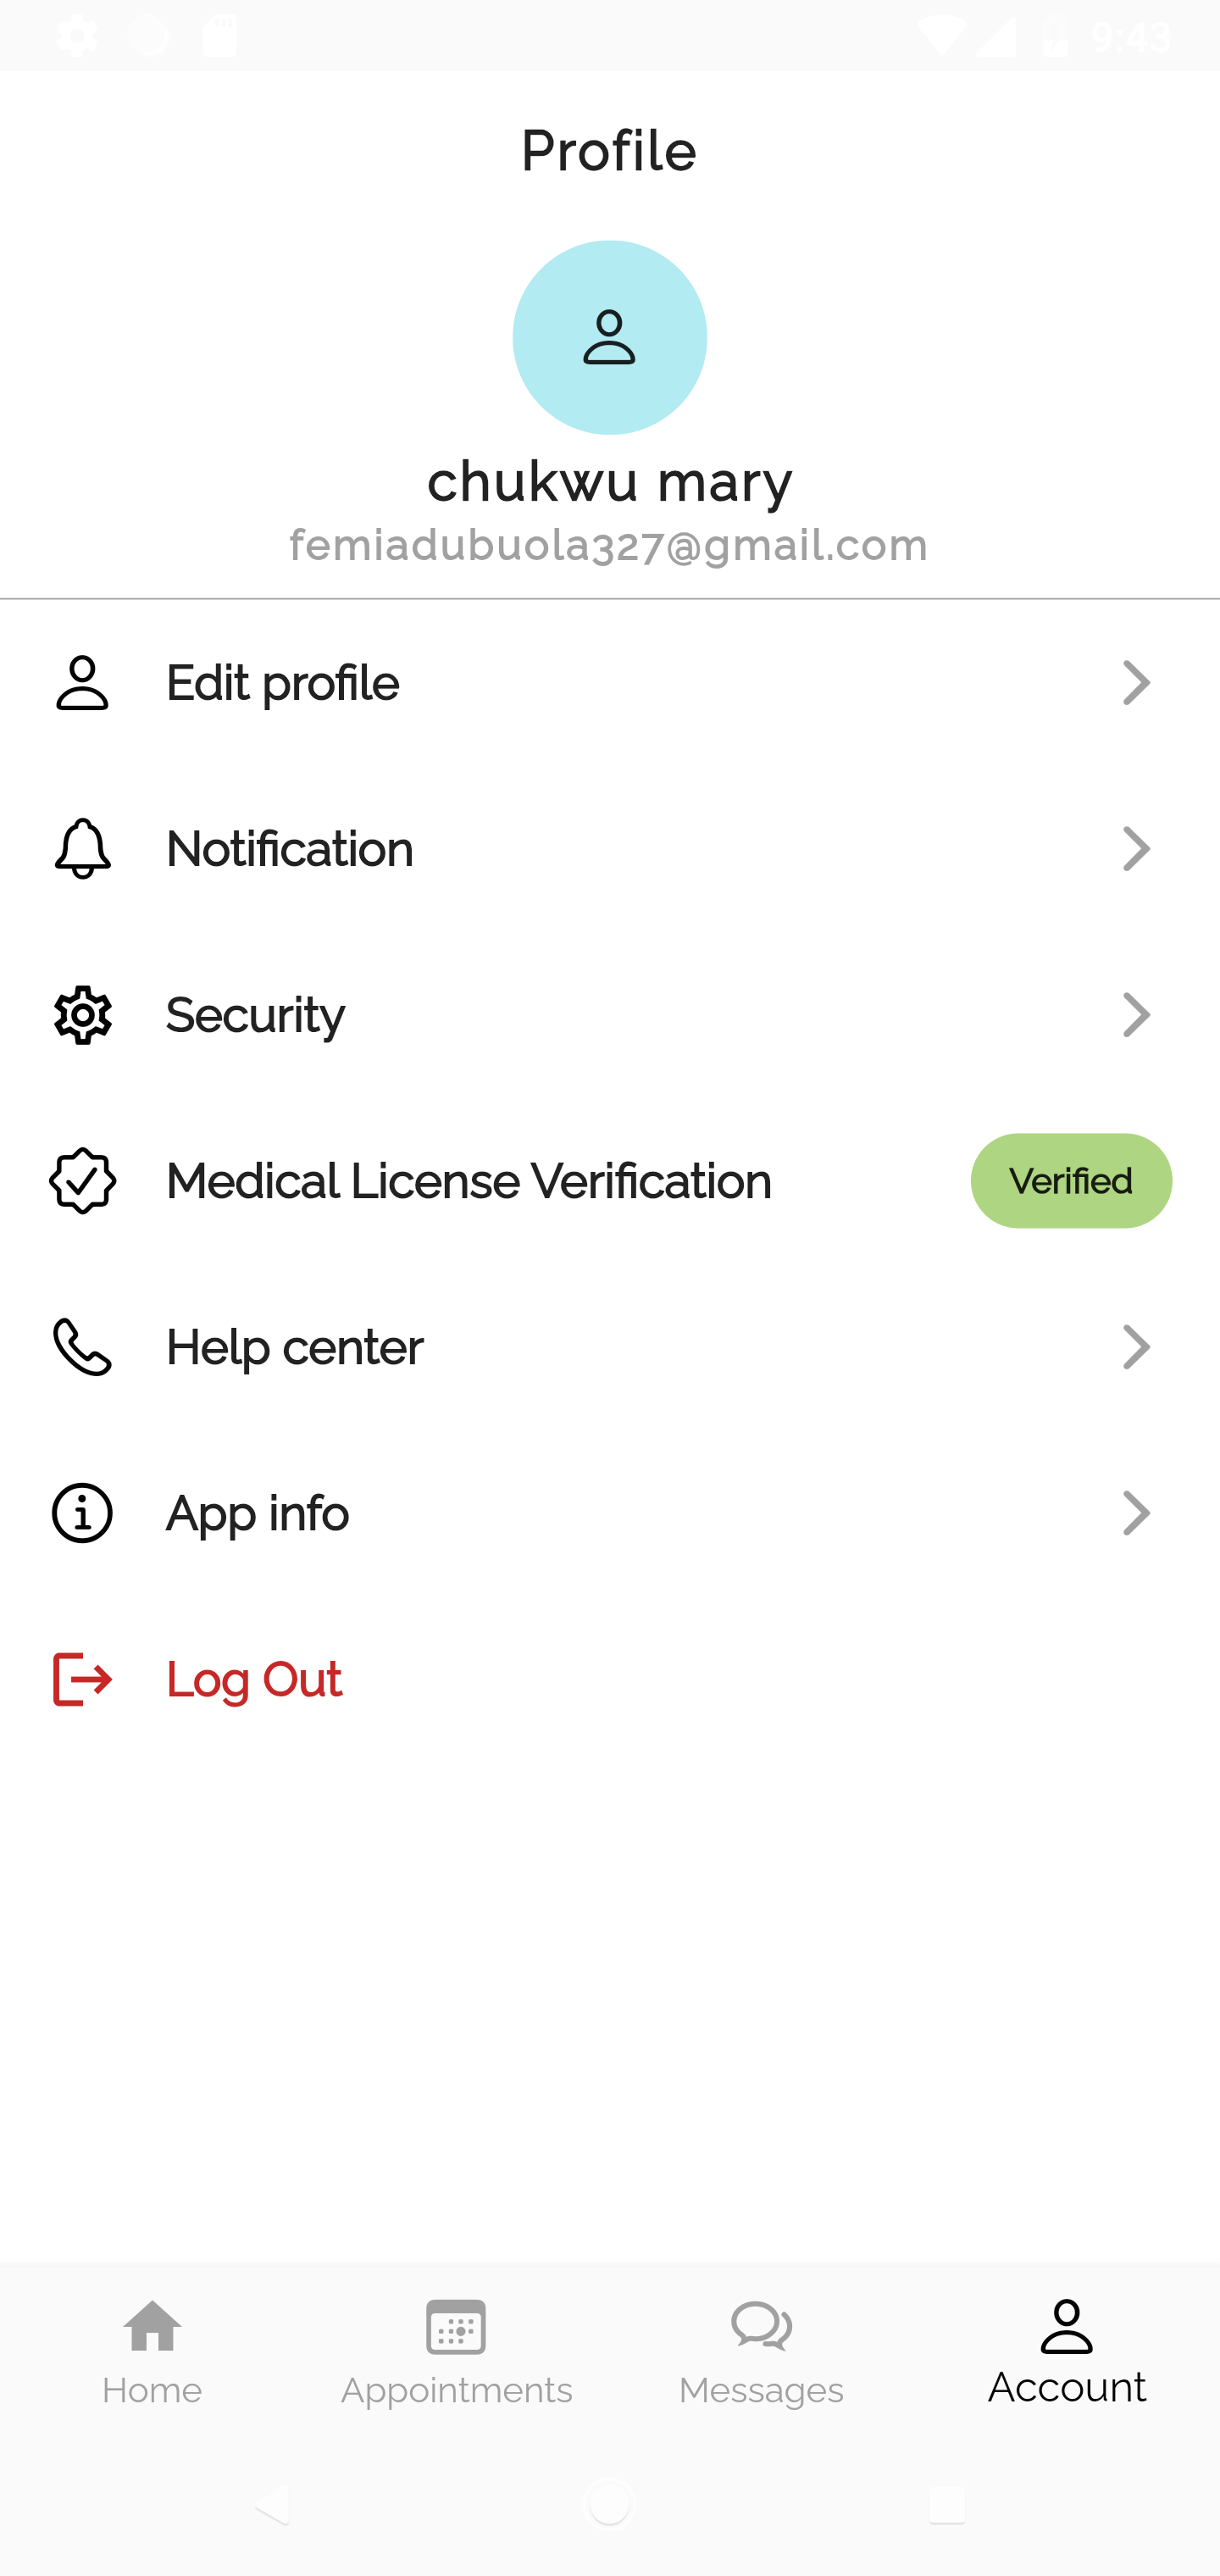 9:43
Profile
chukwu mary
femiadubuola327@gmail.com
Edit profile
Notification
Security
Medical License Verification
Verified
Help center
App info
Log Out
Home
Appointments
Messages
Account